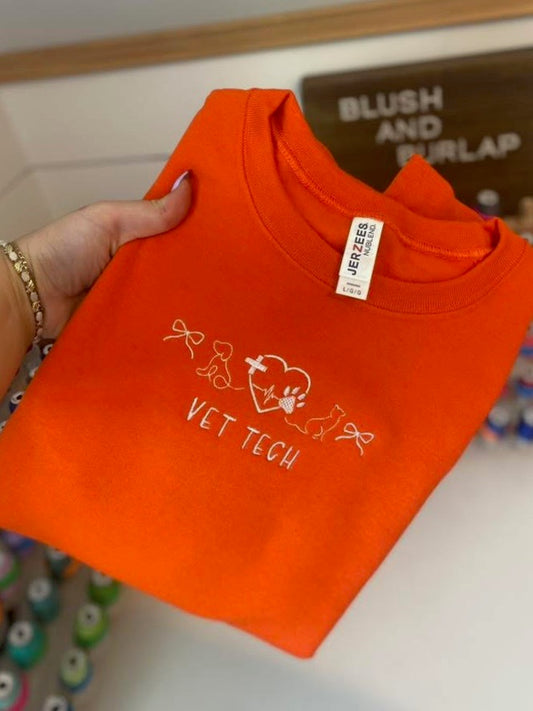 BLUSH
AND
BURLAP
JERZEES
NUBLEND.
L/G/G
VET TECH